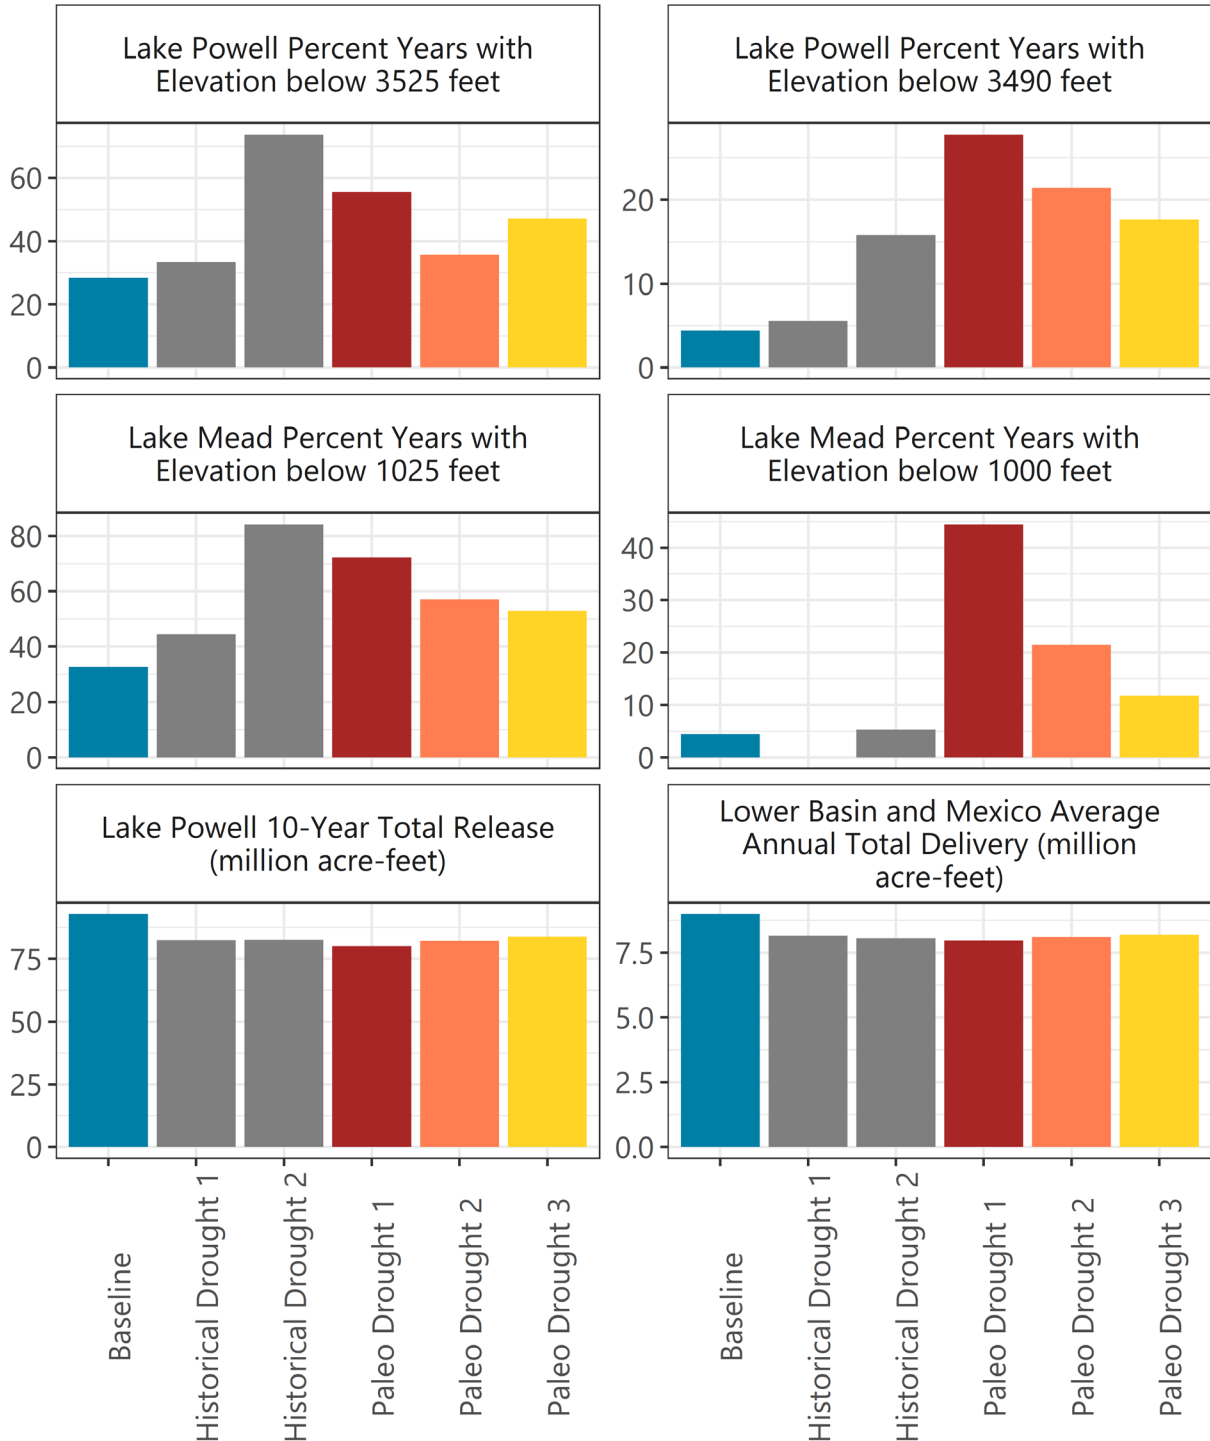 Lake Powell Percent Years with
Elevation below 3525 feet
60
40
20
0
Lake Powell Percent Years with
Elevation below 3490 feet
20
10
0
Lake Mead Percent Years with
Elevation below 1025 feet
80
60
40
20
0
Lake Mead Percent Years with
Elevation below 1000 feet
40
30
20
10
0
Lake Powell 10-Year Total Release
(million acre-feet)
75
50
25
0
Lower Basin and Mexico Average
Annual Total Delivery (million
acre-feet)
7.5
5.0
2.5
0.0
Baseline
Historical Drought 1
Historical Drought 2
Paleo Drought 1
Paleo Drought 2
Paleo Drought 3
Baseline
Historical Drought 1
Historical Drought 2
Paleo Drought 1
Paleo Drought 2
Paleo Drought 3